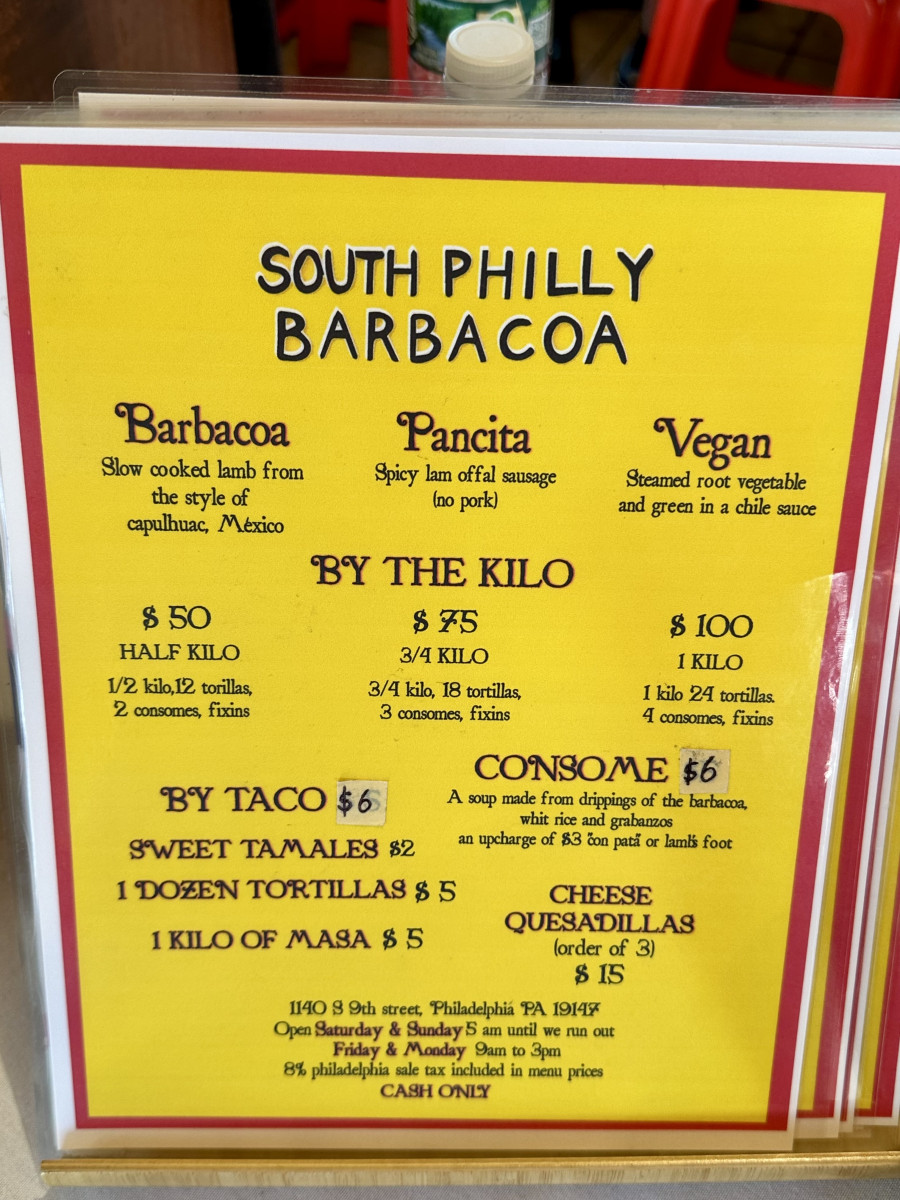 SOUTH PHILLY
BARBACOA
Barbacoa
Slow cooked lamb from
the style of
capulhuac, México
Pancita
Spicy lam offal sausage
(no pork)
Vegan
Steamed root vegetable
and green in a chile sauce
BY THE KILO
$ 50
HALF KILO
1/2 kilo,12 torillas,
2 consomes, fixins
$ 75
3/4 KILO
3/4 kilo, 18 tortillas,
3 consomes, fixins
$ 100
1 KILO
1 kilo 24 tortillas.
4 consomes, fixins
BY TACO $6
SWEET TAMALES $2
1 DOZEN TORTILLAS $ 5
1 KILO OF MASA $ 5
CONSOME $6
A soup made from drippings of the barbacoa,
whit rice and grabanzos
an upcharge of $3 "con pata" or lamb's foot
CHEESE
QUESADILLAS
(order of 3)
$ 15
1140 S 9th street, Philadelphia PA 19147
Open Saturday & Sunday 5 am until we run out
Friday & Monday 9am to 3pm
8% philadelphia sale tax included in menu prices
CASH ONLY